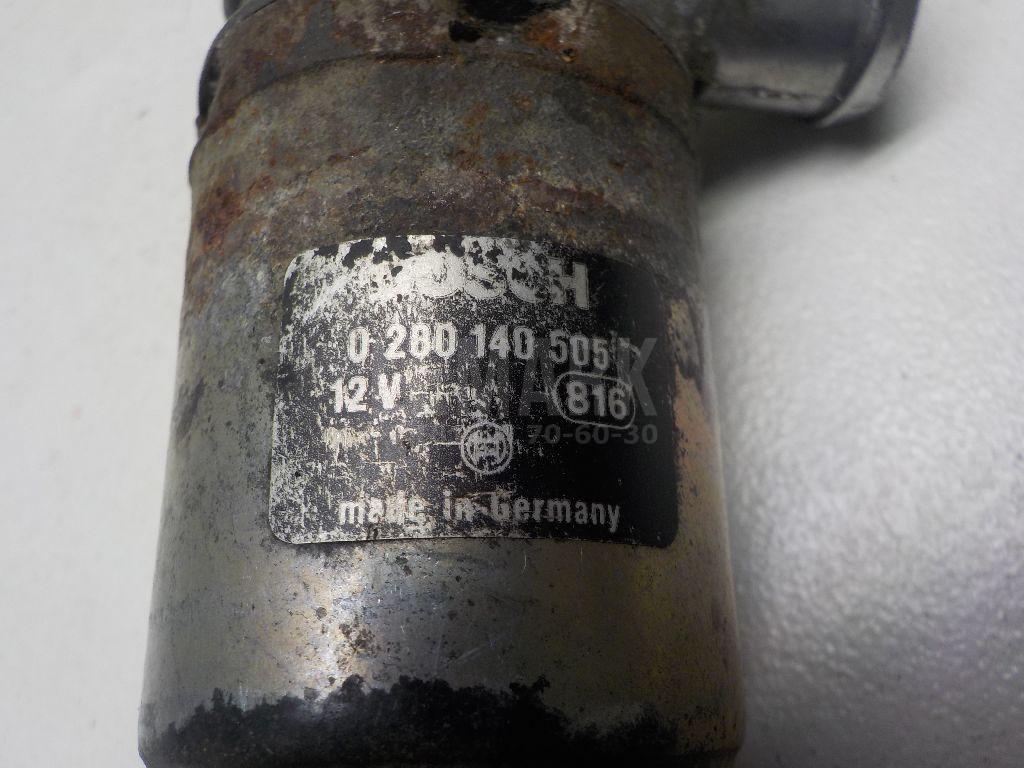 BOSCH
0 280 140 505
12 V 816
70-60-30
made in Germany